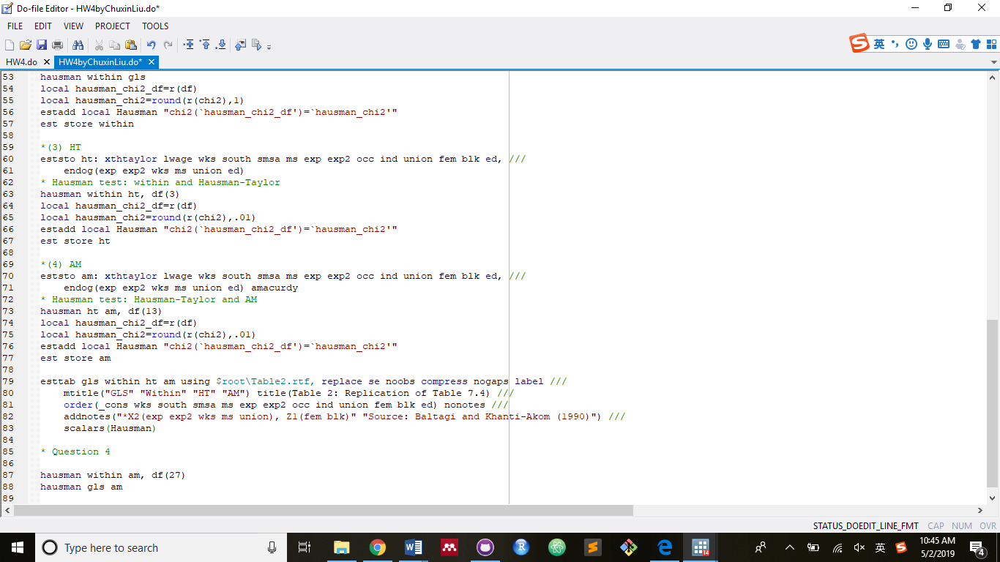 Do-file Editor - HW4byChuxinLiu.do*
FILE EDIT VIEW PROJECT TOOLS
英
HW4.do HW4byChuxinLiu.do*
53 hausman within gls
54 local hausman_chi2_df=r(df)
55 local hausman_chi2=round(r(chi2),1)
56 estadd local Hausman "chi2(`hausman_chi2_df')=`hausman_chi2'"
57 est store within
58
59 *(3) HT
60 eststo ht: xthtaylor lwage wks south smsa ms exp exp2 occ ind union fem blk ed, ///
61 endog(exp exp2 wks ms union ed)
62 * Hausman test: within and Hausman-Taylor
63 hausman within ht, df(3)
64 local hausman_chi2_df=r(df)
65 local hausman_chi2=round(r(chi2),.01)
66 estadd local Hausman "chi2(`hausman_chi2_df')=`hausman_chi2'"
67 est store ht
68
69 *(4) AM
70 eststo am: xthtaylor lwage wks south smsa ms exp exp2 occ ind union fem blk ed, ///
71 endog(exp exp2 wks ms union ed) amacurdy
72 * Hausman test: Hausman-Taylor and AM
73 hausman ht am, df(13)
74 local hausman_chi2_df=r(df)
75 local hausman_chi2=round(r(chi2),.01)
76 estadd local Hausman "chi2(`hausman_chi2_df')=`hausman_chi2'"
77 est store am
78
79 esttab gls within ht am using $root\Table2.rtf, replace se noobs compress nogaps label ///
80 mtitle("GLS" "Within" "HT" "AM") title(Table 2: Replication of Table 7.4) ///
81 order(_cons wks south smsa ms exp exp2 occ ind union fem blk ed) nonotes ///
82 addnotes("*X2(exp exp2 wks ms union), Z1(fem blk)" "Source: Baltagi and Khanti-Akom (1990)") ///
83 scalars(Hausman)
84
85 * Question 4
86
87 hausman within am, df(27)
88 hausman gls am
89
STATUS_DOEDIT_LINE_FMT CAP NUM OVR
Type here to search
英
10:45 AM
5/2/2019
4
14